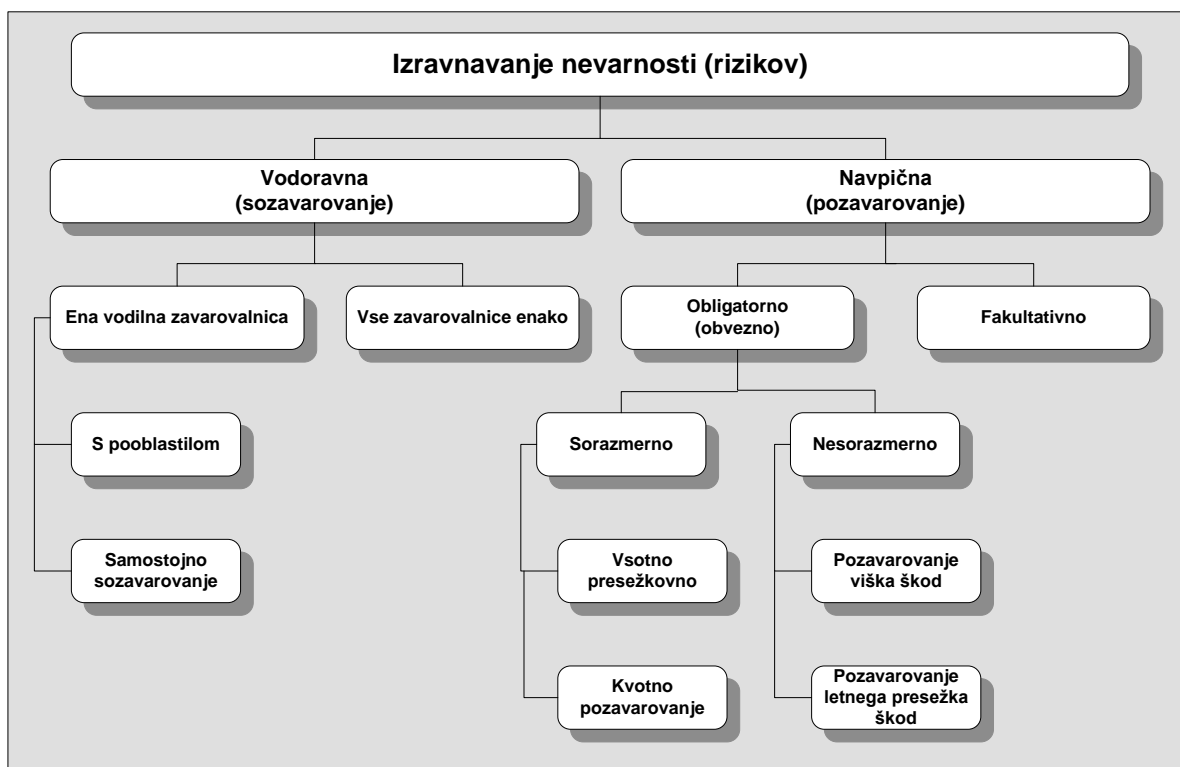 Izravnavanje nevarnosti (rizikov)
Vodoravna
(sozavarovanje)
Navpična
(pozavarovanje)
Ena vodilna zavarovalnica
Vse zavarovalnice enako
Obligatorno
(obvezno)
Fakultativno
S pooblastilom
Sorazmerno
Nesorazmerno
Samostojno
sozavarovanje
Vsotno
presežkovno
Pozavarovanje
viška škod
Kvotno
pozavarovanje
Pozavarovanje
letnega presežka
škod